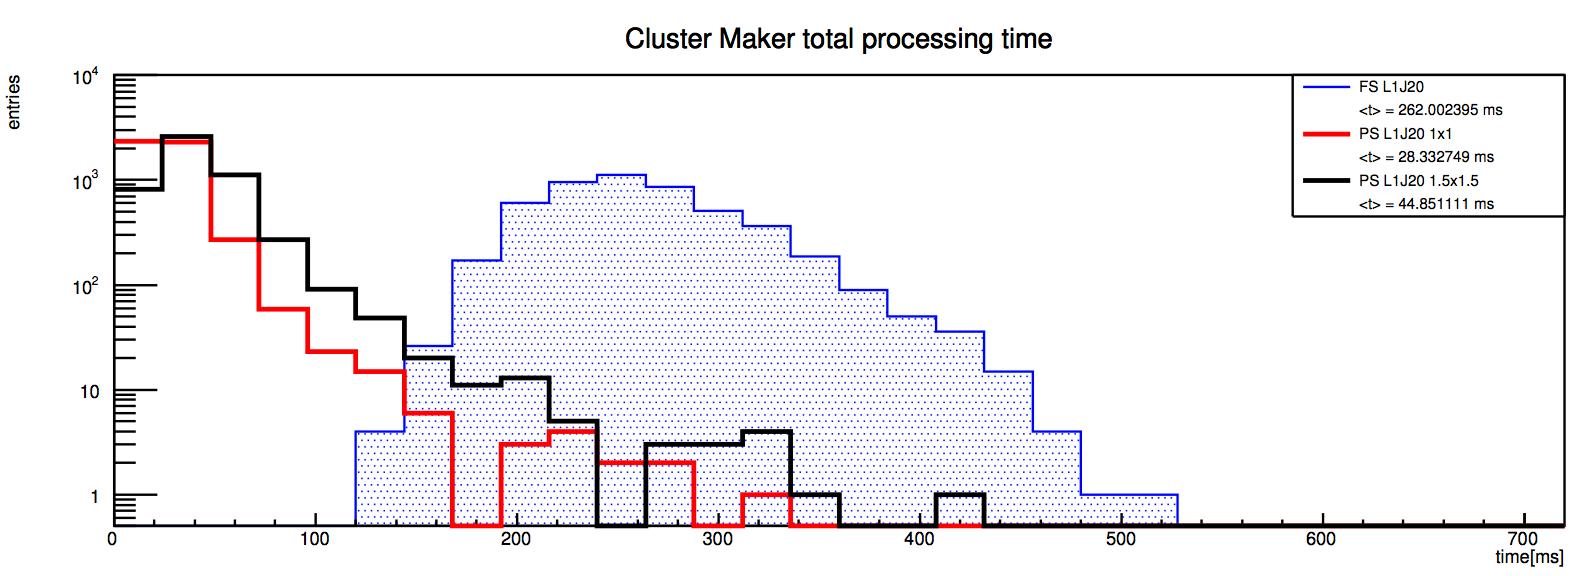 Cluster Maker total processing time
entries
10^4
10^3
10^2
10
1
FS L1J20
<t> = 262.002395 ms
PS L1J20 1x1
<t> = 28.332749 ms
PS L1J20 1.5x1.5
<t> = 44.851111 ms
0 100 200 300 400 500 600 700
time[ms]